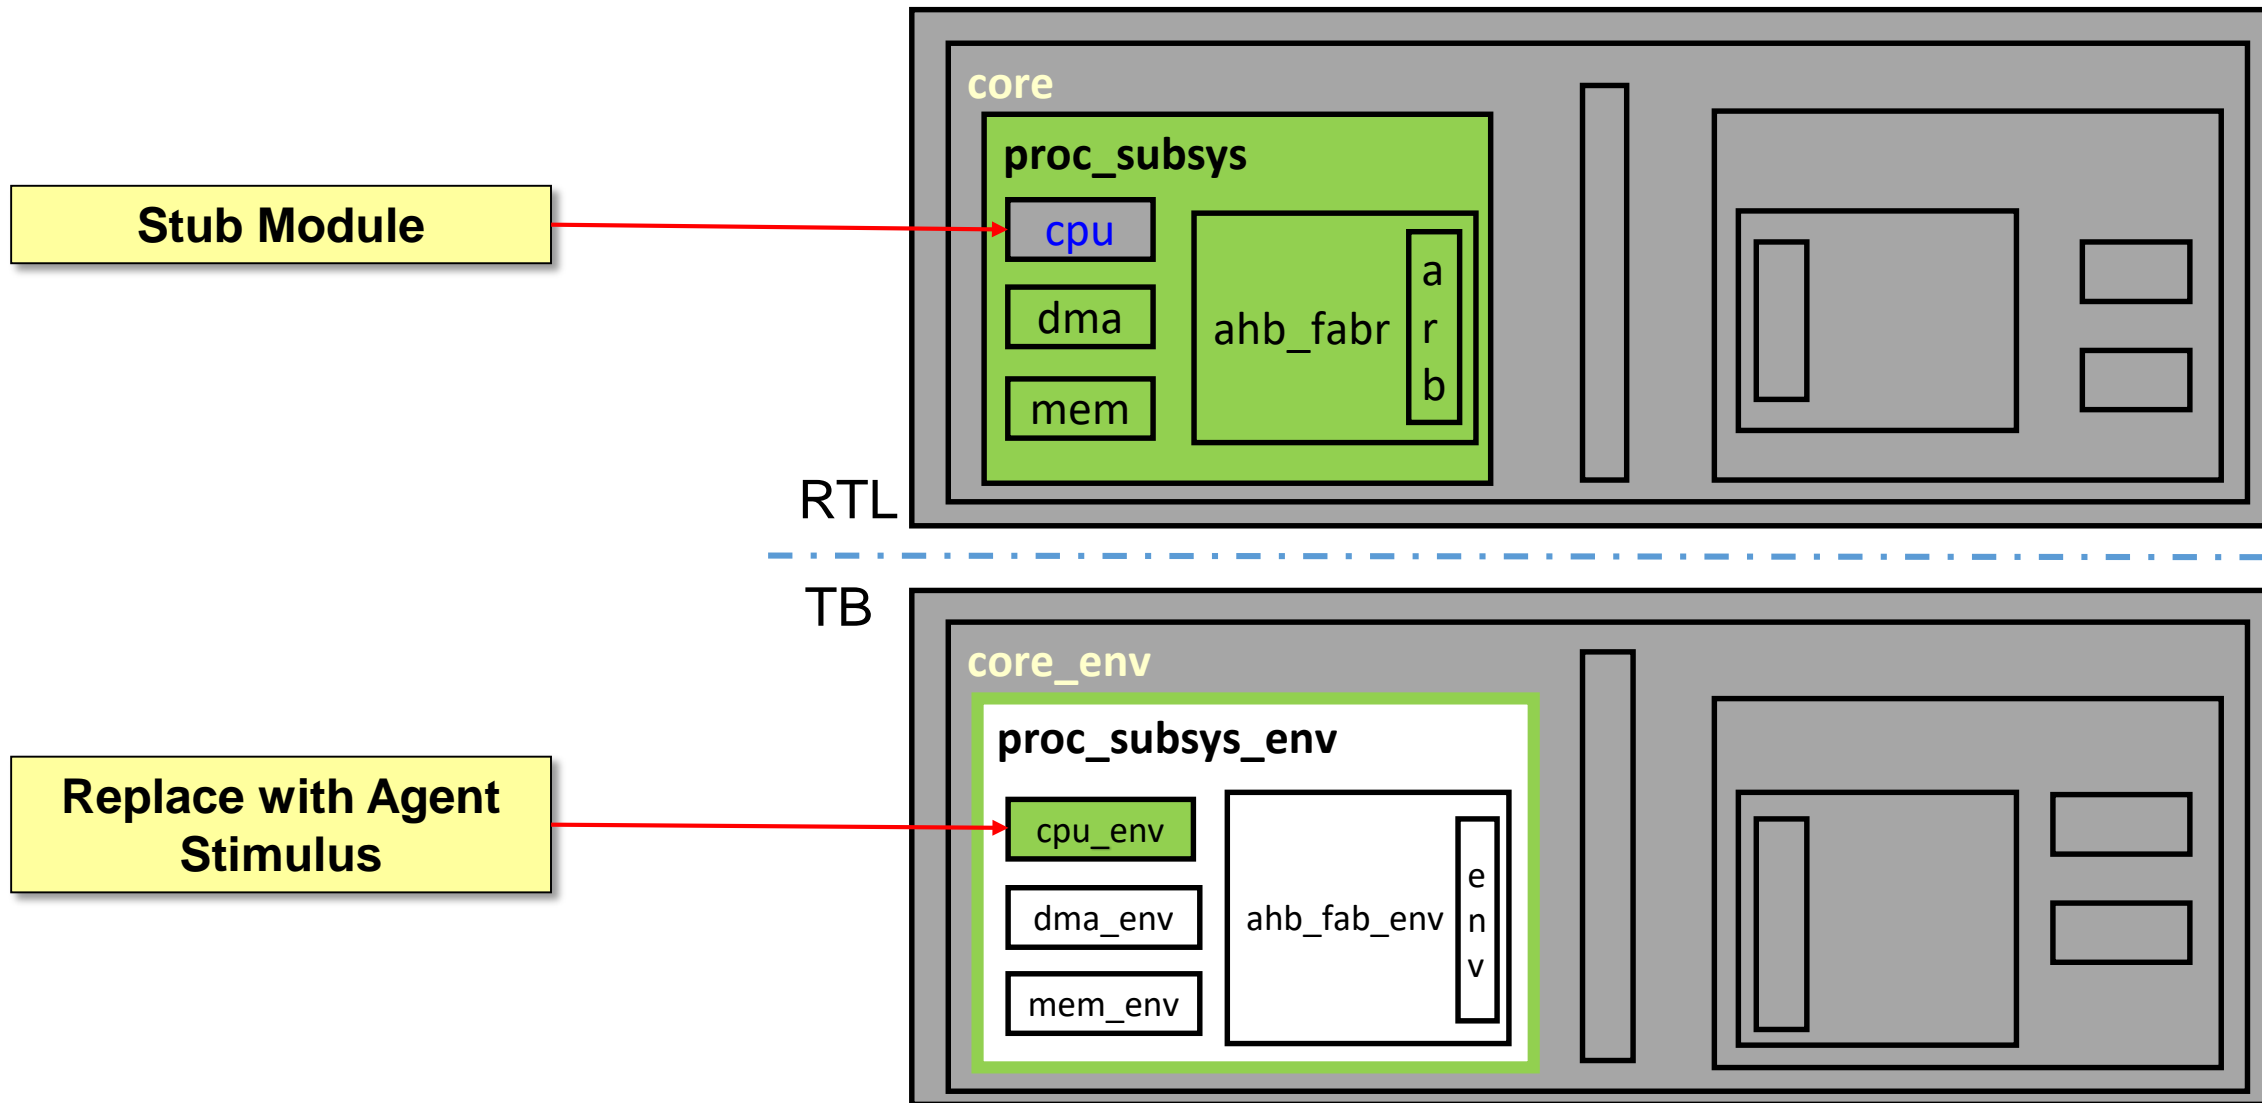 core
proc_subsys
Stub Module
cpu
dma
mem
ahb_fabr
a
r
b
RTL
TB
core_env
proc_subsys_env
Replace with Agent
Stimulus
cpu_env
dma_env
mem_env
ahb_fab_env
e
n
v